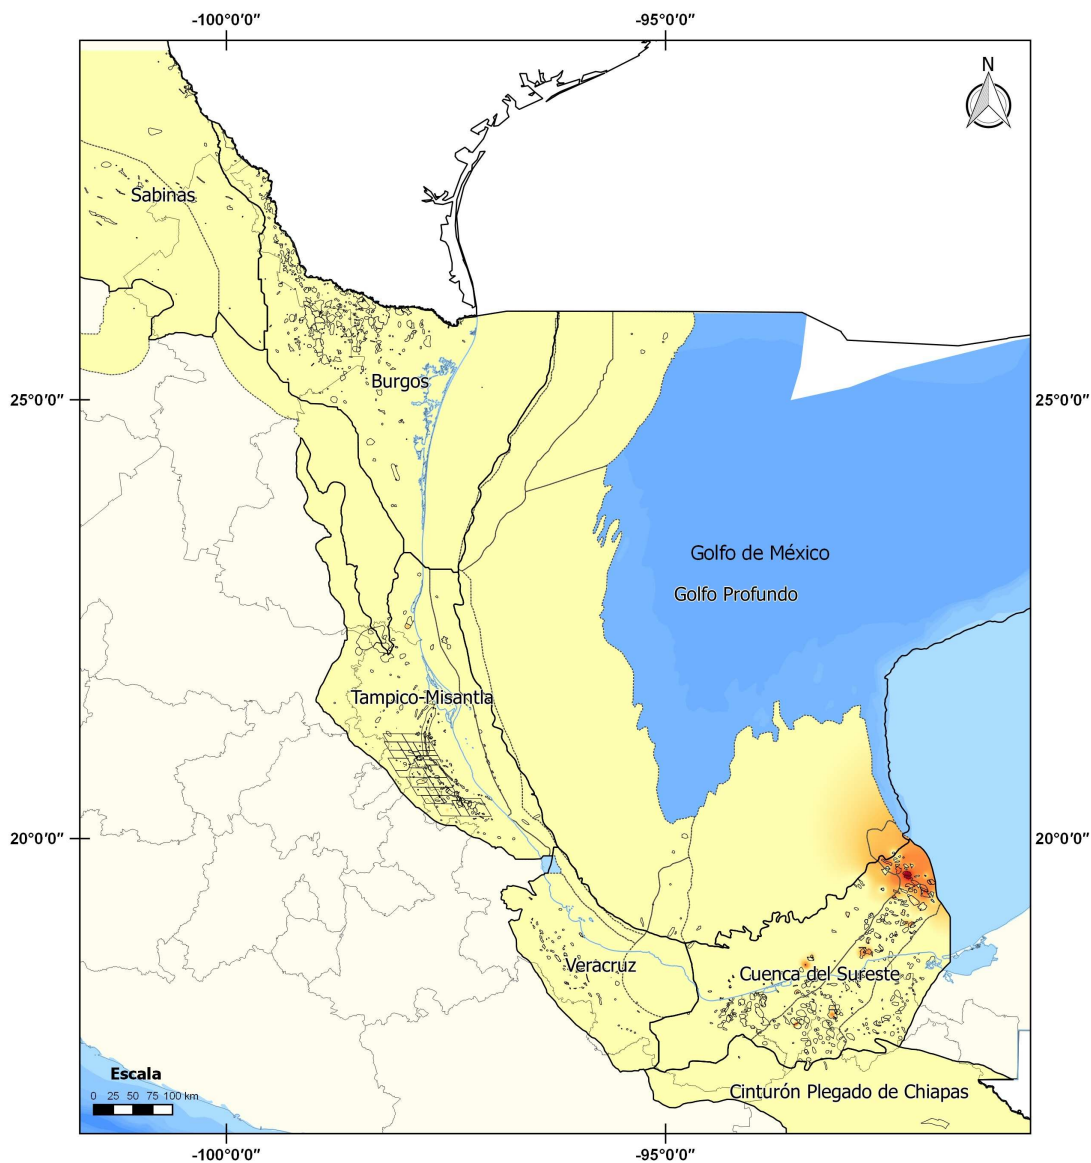 -100°0′0″ -95°0′0″
N
Sabinas
Burgos
25°0′0″ 25°0′0″
Golfo de México
Golfo Profundo
Tampico-Misantla
20°0′0″ 20°0′0″
Veracruz
Cuenca del Sureste
Escala
0 25 50 75 100 km
Cinturón Plegado de Chiapas
-100°0′0″ -95°0′0″